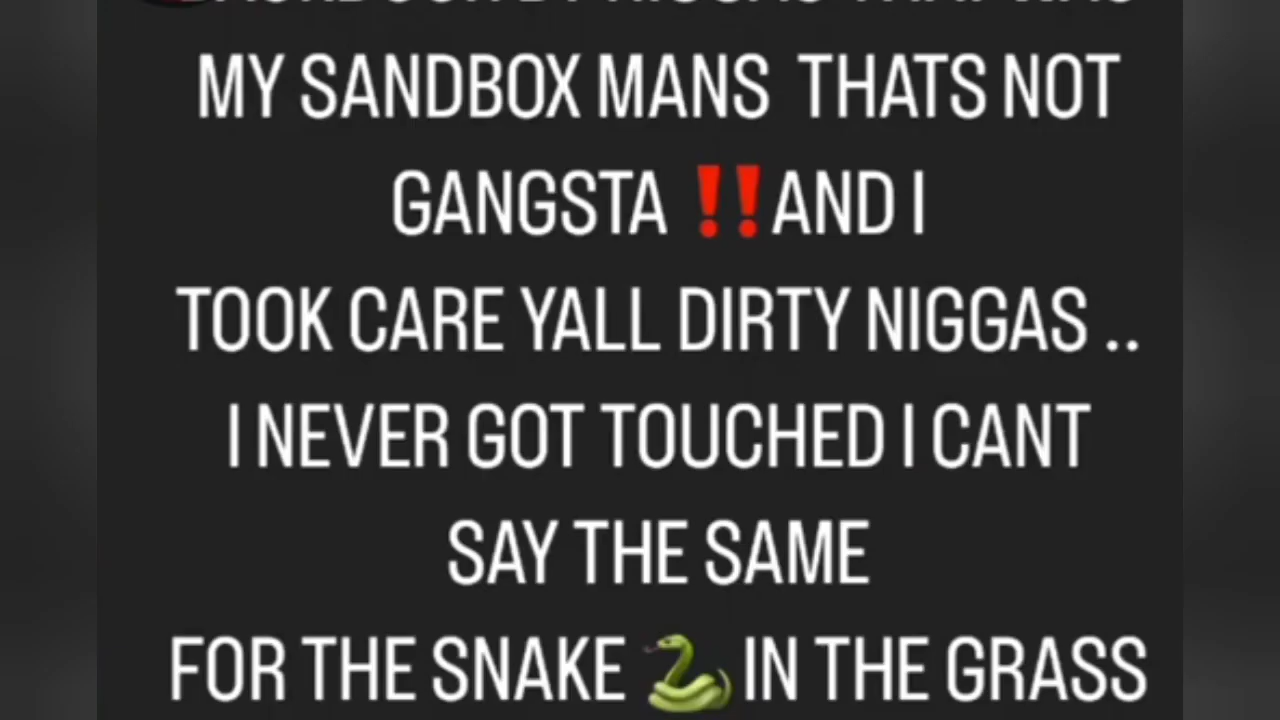 MY SANDBOX MANS THATS NOT
GANGSTA ‼️AND I
TOOK CARE YALL DIRTY NIGGAS ..
I NEVER GOT TOUCHED I CANT
SAY THE SAME
FOR THE SNAKE 🐍 IN THE GRASS